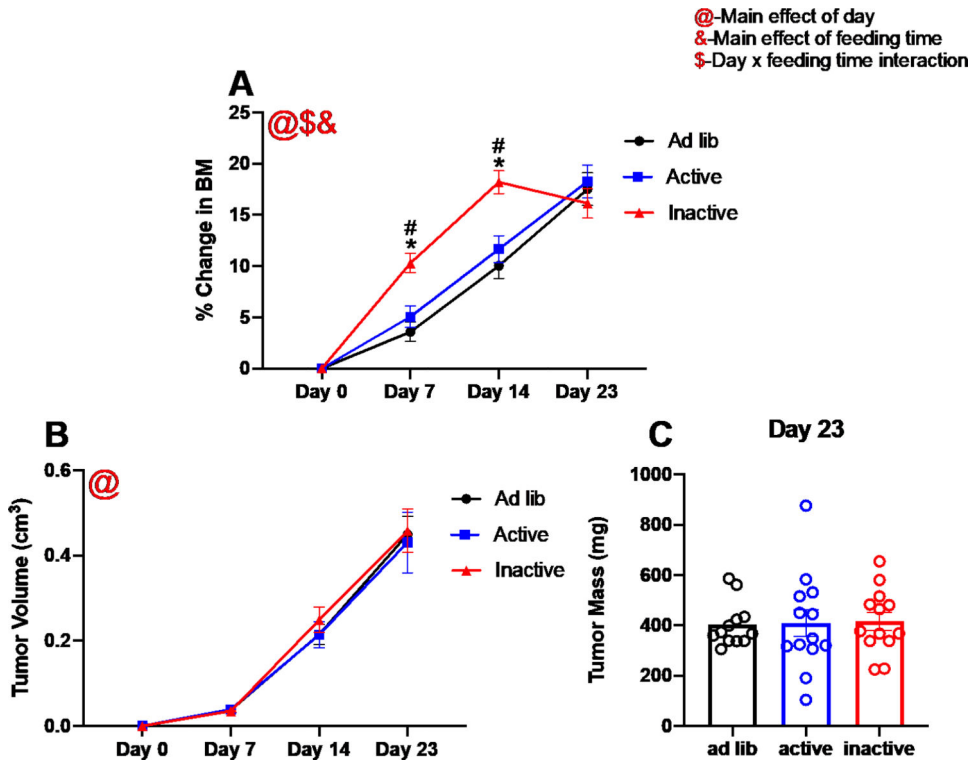 @-Main effect of day
&-Main effect of feeding time
$-Day x feeding time interaction
A
@$&
% Change in BM
25
20
15
10
5
0
#
*
#
*
Day 0 Day 7 Day 14 Day 23
Ad lib
Active
Inactive
B
@
Tumor Volume (cm³)
0.6
0.4
0.2
0.0
Day 0 Day 7 Day 14 Day 23
Ad lib
Active
Inactive
C
Day 23
Tumor Mass (mg)
1000
800
600
400
200
0
ad lib active inactive